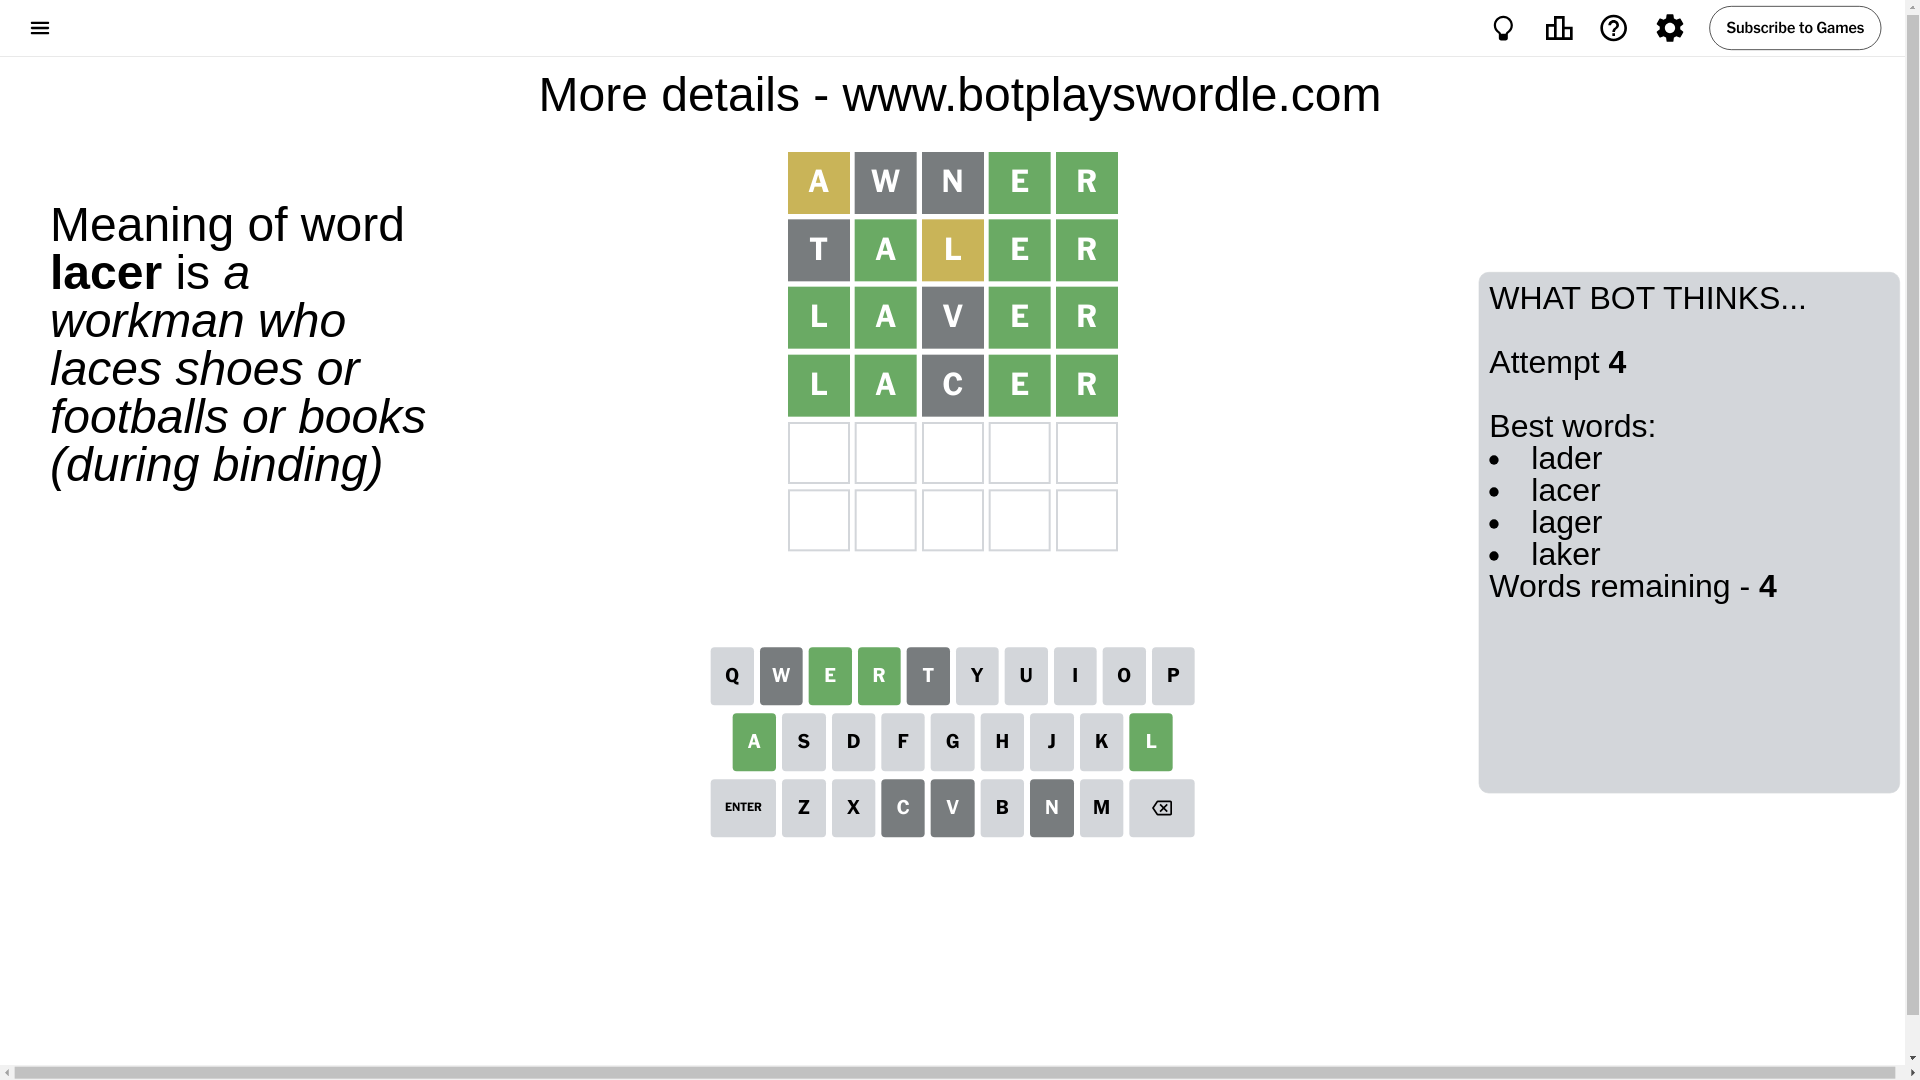 Subscribe to Games
More details - www.botplayswordle.com
Meaning of word
lacer is a
workman who
laces shoes or
footballs or books
(during binding)
A W N E R
T A L E R
L A V E R
L A C E R
WHAT BOT THINKS...
Attempt 4
Best words:
• lader
• lacer
• lager
• laker
Words remaining - 4
Q W E R T Y U I O P
A S D F G H J K L
ENTER Z X C V B N M